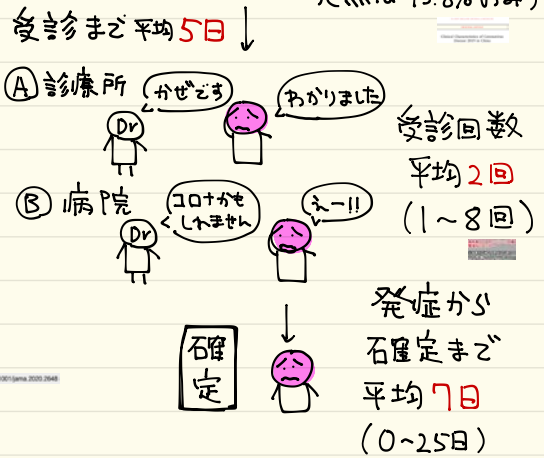 受診まで平均5日
Ⓐ 診療所
かぜです
わかりました
Dr
受診回数
平均2回
(1〜8回)
Ⓑ 病院
コロナかも
しれません
えー!!
Dr
発症から
確定まで
平均7日
(0〜25日)
確
定